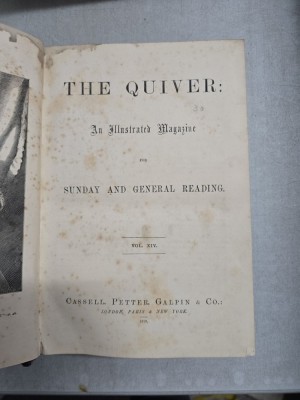 THE QUIVER:
An Illustrated Magazine
FOR
SUNDAY AND GENERAL READING.
VOL. XIV.
CASSELL, PETTER, GALPIN & CO.:
LONDON, PARIS & NEW YORK.